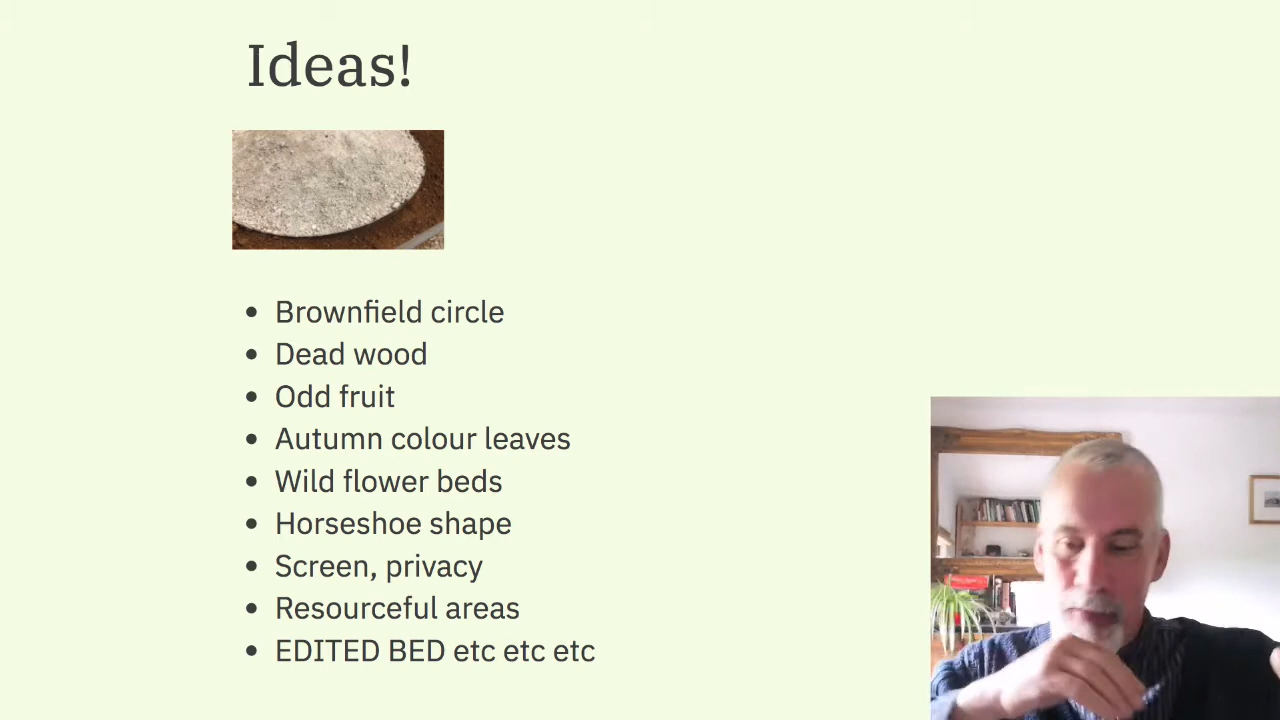 Ideas!
Brownfield circle
Dead wood
Odd fruit
Autumn colour leaves
Wild flower beds
Horseshoe shape
Screen, privacy
Resourceful areas
EDITED BED etc etc etc